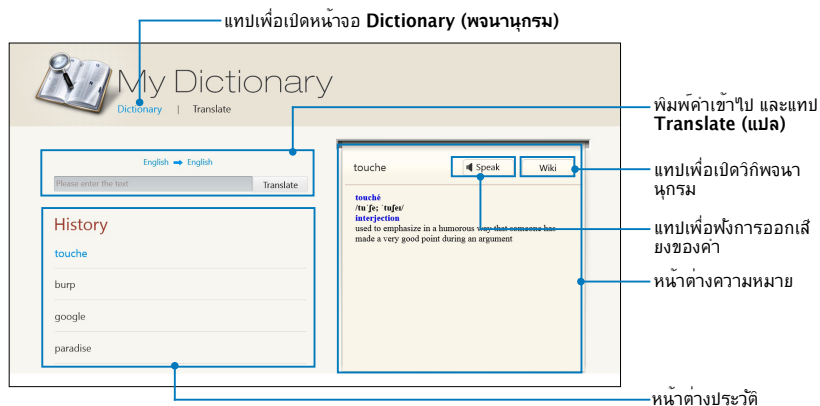 แทปเพื่อเปิดหน้าจอ Dictionary (พจนานุกรม)
My Dictionary
Dictionary | Translate
English ➡ English
Please enter the text
Translate
History
touche
burp
google
paradise
touche
Speak
Wiki
touché
/tuˈʃe; ˈtuʃeɪ/
interjection
used to emphasize in a humorous way that someone has
made a very good point during an argument
พิมพ์คำเข้าไป และแทป
Translate (แปล)
แทปเพื่อเปิดวิกิพจนา
นุกรม
แทปเพื่อฟังการออกเสี
ยงของคำ
หน้าต่างความหมาย
หน้าต่างประวัติ